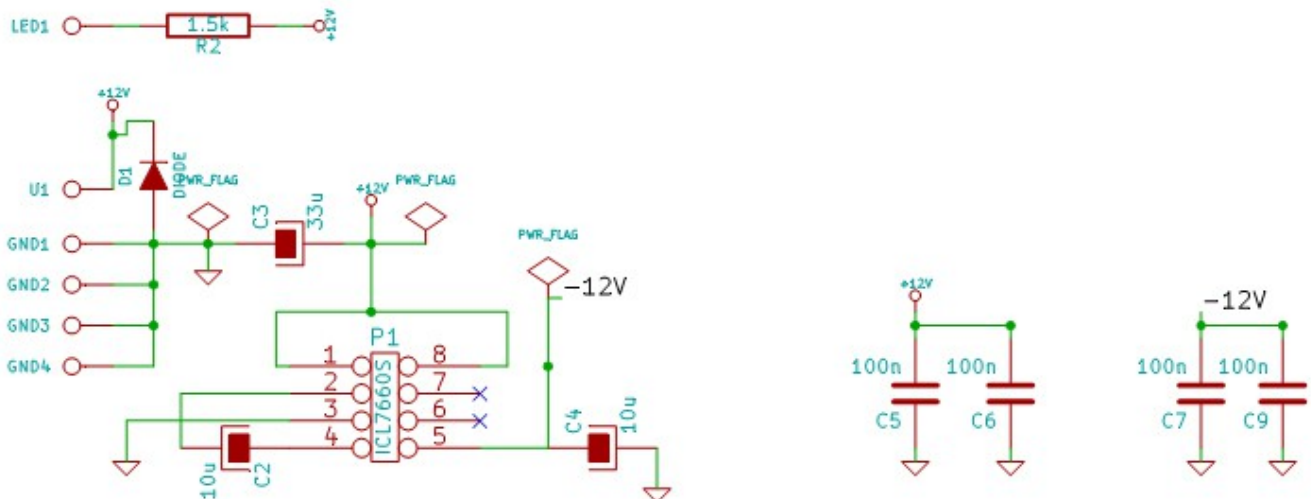 LED1
1.5k
R2
+12V
+12V
D1
DIODE
U1
PWR_FLAG
C3
33u
+12V
PWR_FLAG
GND1
GND2
GND3
GND4
PWR_FLAG
-12V
P1
ICL7660S
1
8
2
7
3
6
4
5
10u
C2
C4
10u
+12V
100n
100n
C5
C6
-12V
100n
100n
C7
C9